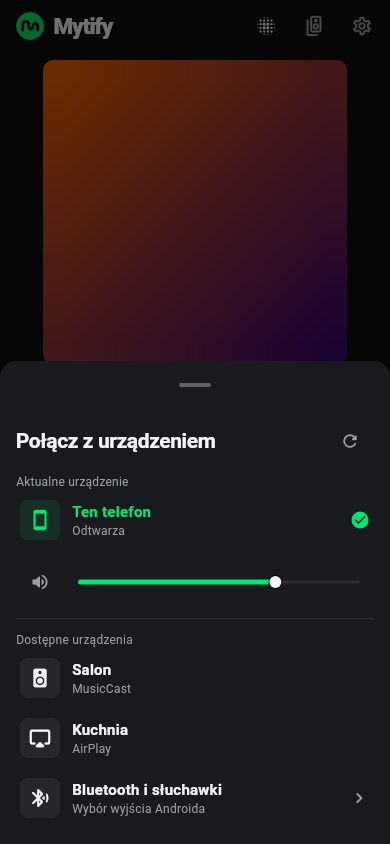 Mytify
Połącz z urządzeniem
Aktualne urządzenie
Ten telefon
Odtwarza
Dostępne urządzenia
Salon
MusicCast
Kuchnia
AirPlay
Bluetooth i słuchawki
Wybór wyjścia Androida